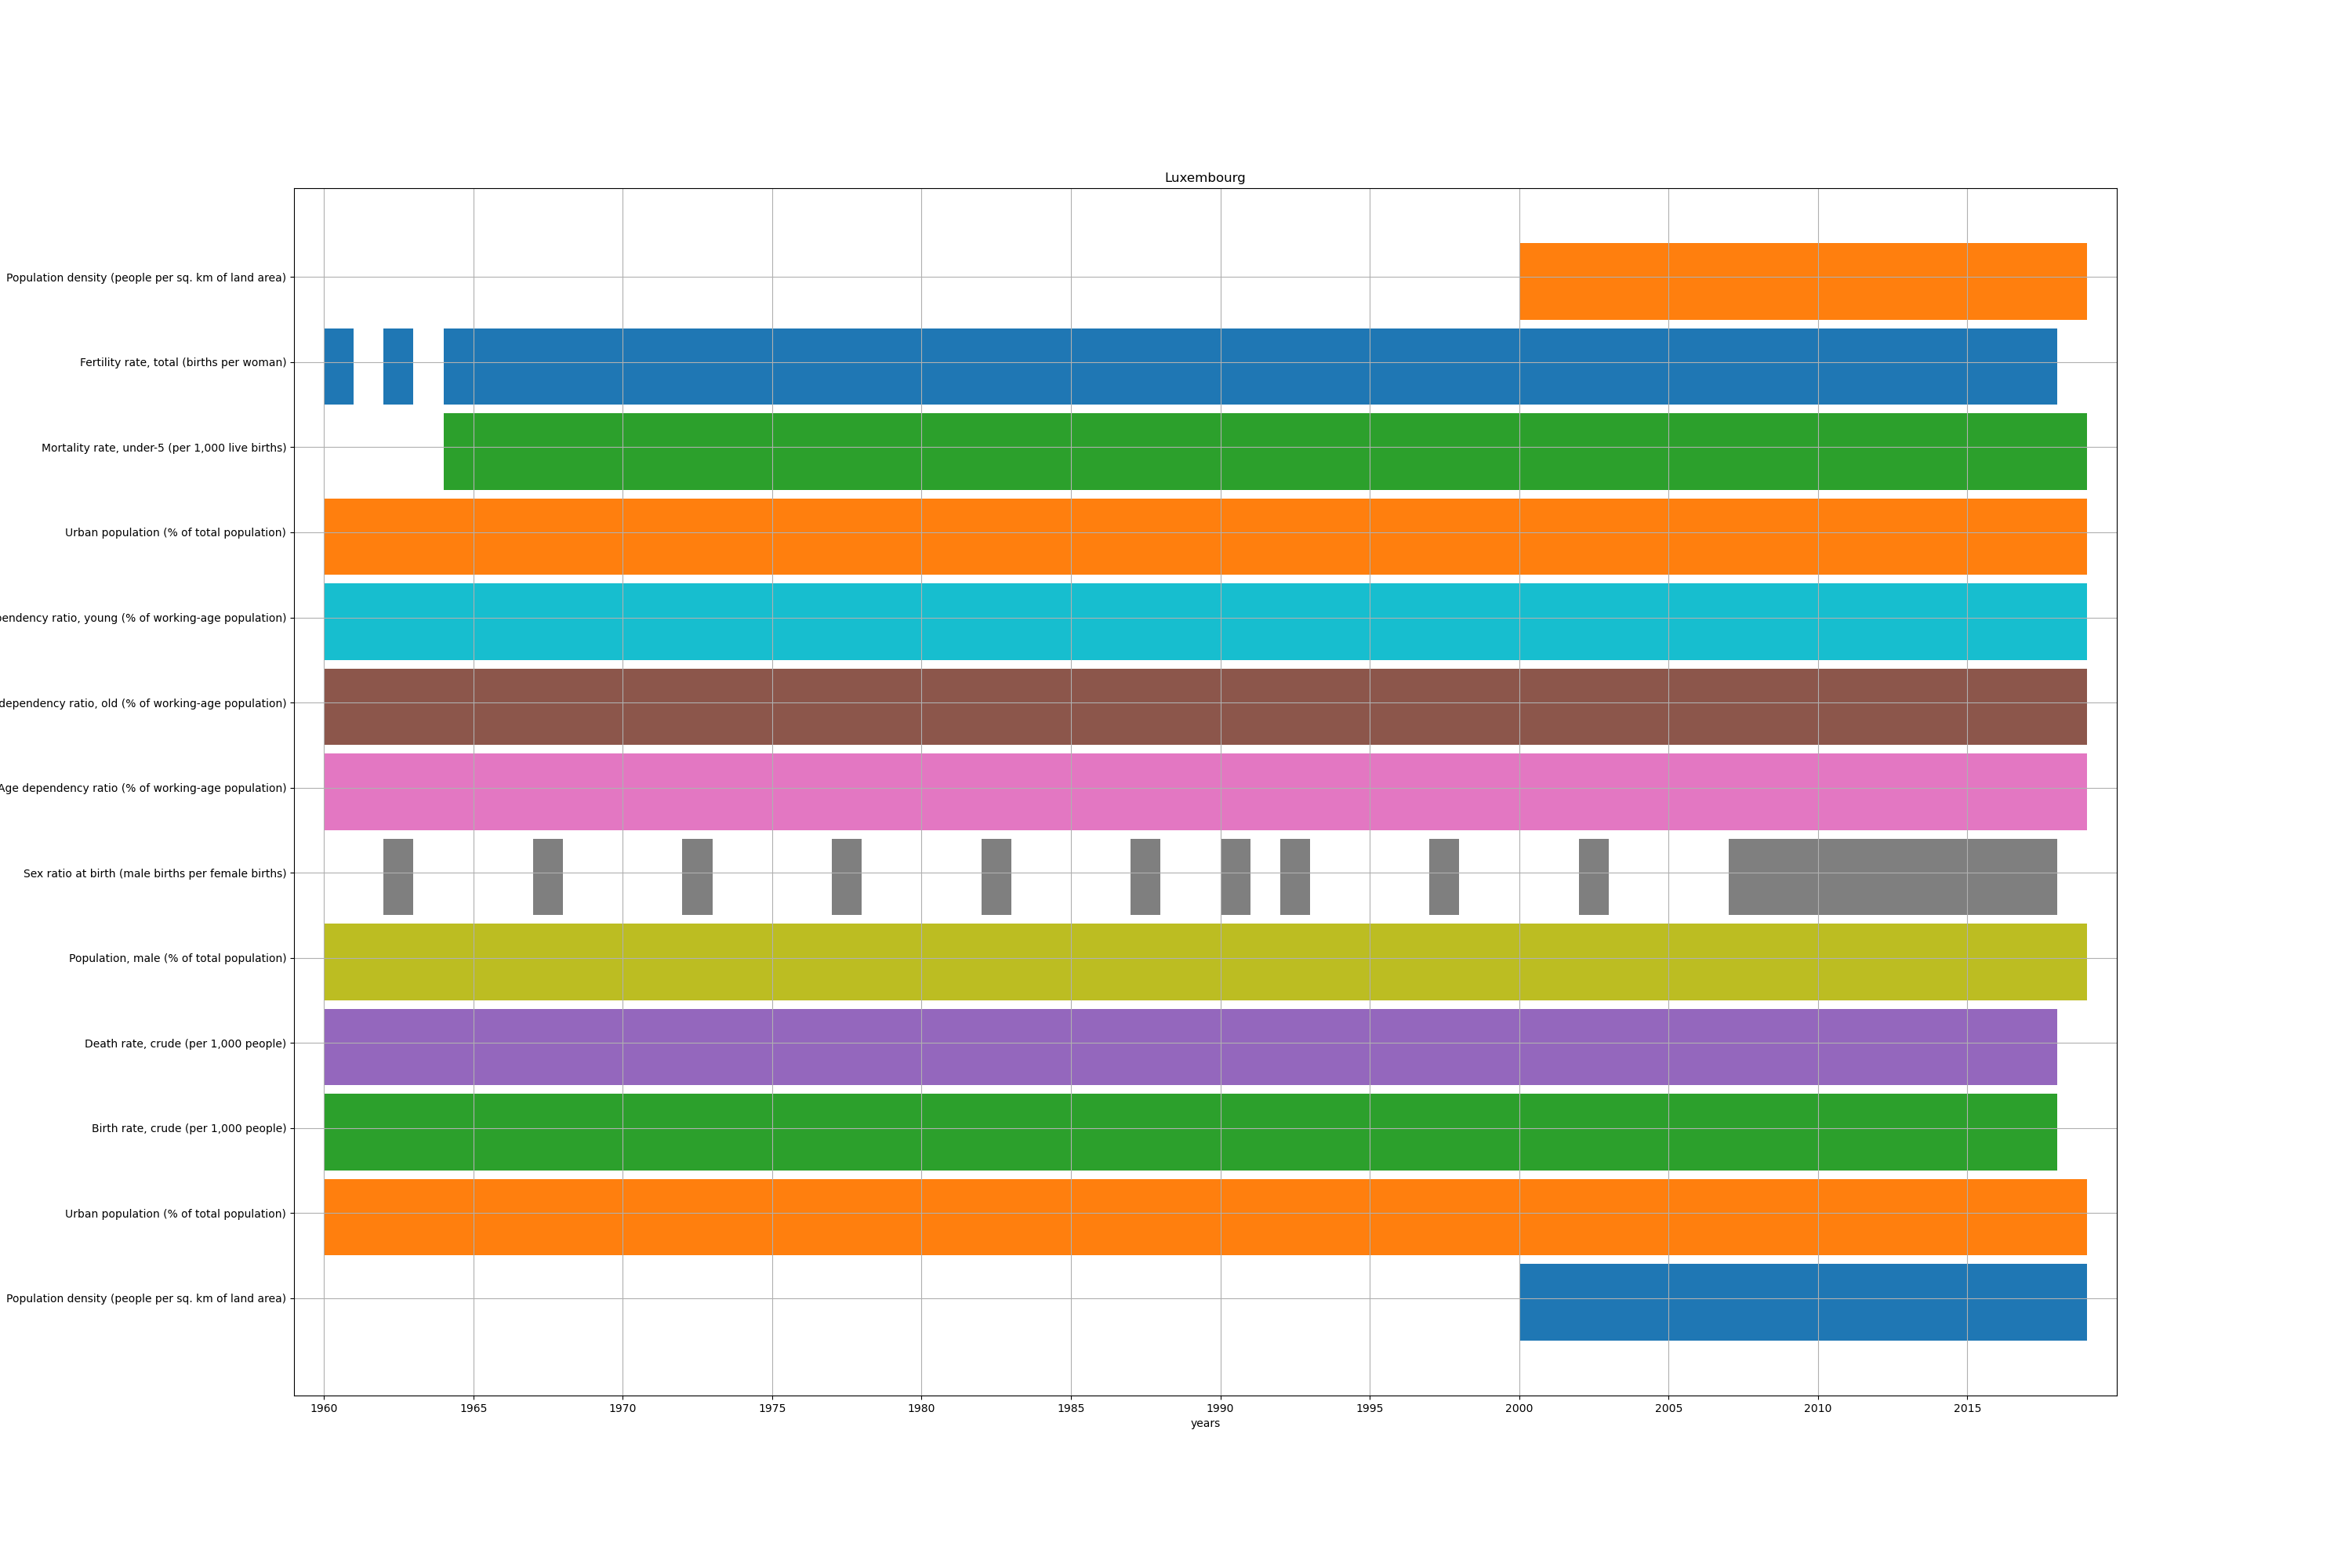 Luxembourg
Population density (people per sq. km of land area)
Fertility rate, total (births per woman)
Mortality rate, under-5 (per 1,000 live births)
Urban population (% of total population)
ratio, young (% of working-age population)
dependency ratio, old (% of working-age population)
Age dependency ratio (% of working-age population)
Sex ratio at birth (male births per female births)
Population, male (% of total population)
Death rate, crude (per 1,000 people)
Birth rate, crude (per 1,000 people)
Urban population (% of total population)
Population density (people per sq. km of land area)
1960 1965 1970 1975 1980 1985 1990 1995 2000 2005 2010 2015
years